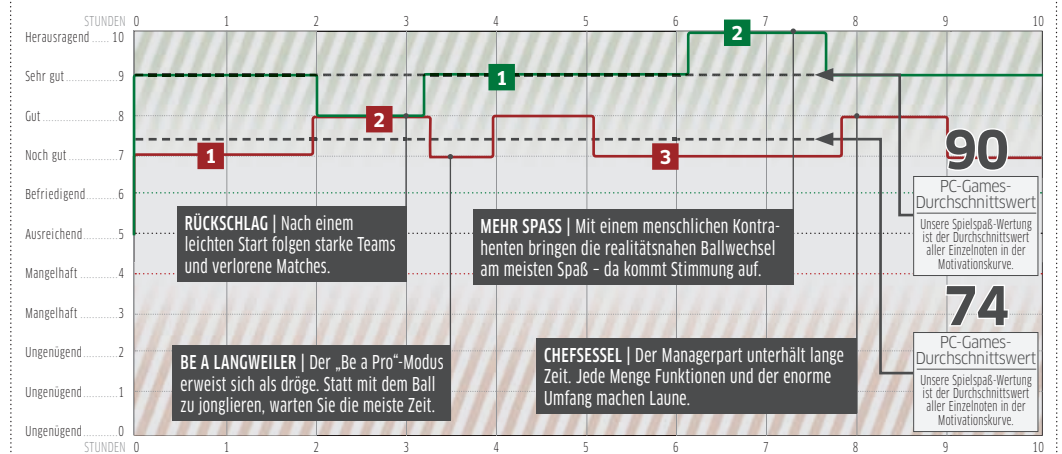 STUNDEN 0 1 2 3 4 5 6 7 8 9 10
Herausragend ...... 10
Sehr gut ................ 9
Gut ........................ 8
Noch gut ............... 7
Befriedigend ........ 6
Ausreichend ......... 5
Mangelhaft .......... 4
Mangelhaft .......... 3
Ungenügend ......... 2
Ungenügend ......... 1
Ungenügend ......... 0
STUNDEN 0 1 2 3 4 5 6 7 8 9 10
2
1
2
1
3
RÜCKSCHLAG | Nach einem
leichten Start folgen starke Teams
und verlorene Matches.
MEHR SPASS | Mit einem menschlichen Kontra-
henten bringen die realitätsnahen Ballwechsel
am meisten Spaß – da kommt Stimmung auf.
BE A LANGWEILER | Der „Be a Pro“-Modus
erweist sich als dröge. Statt mit dem Ball
zu jonglieren, warten Sie die meiste Zeit.
CHEFSESSEL | Der Managerpart unterhält lange
Zeit. Jede Menge Funktionen und der enorme
Umfang machen Laune.
90
PC-Games-
Durchschnittswert
Unsere Spielspaß-Wertung
ist der Durchschnittswert
aller Einzelnoten in der
Motivationskurve.
74
PC-Games-
Durchschnittswert
Unsere Spielspaß-Wertung
ist der Durchschnittswert
aller Einzelnoten in der
Motivationskurve.